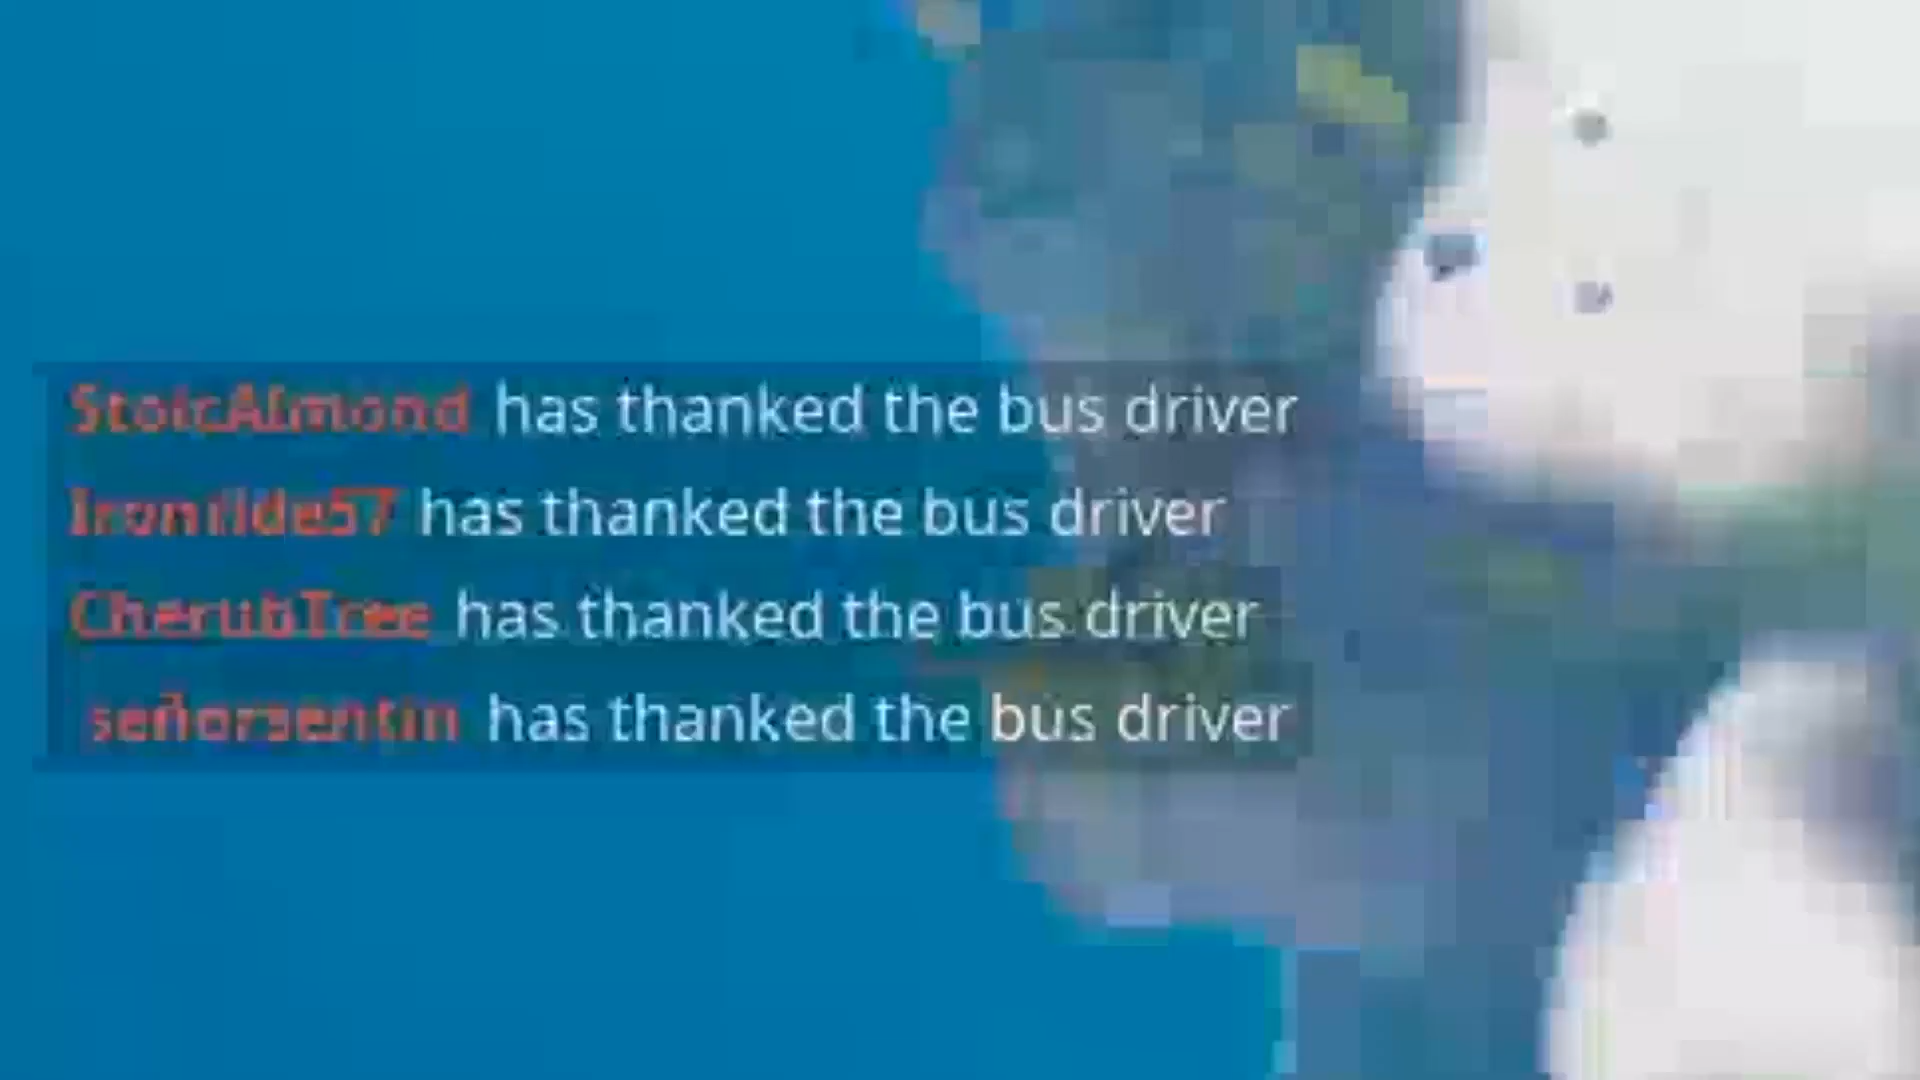 StoicAlmond has thanked the bus driver
has thanked the bus driver
CherubTree has thanked the bus driver
señorsentin has thanked the bus driver